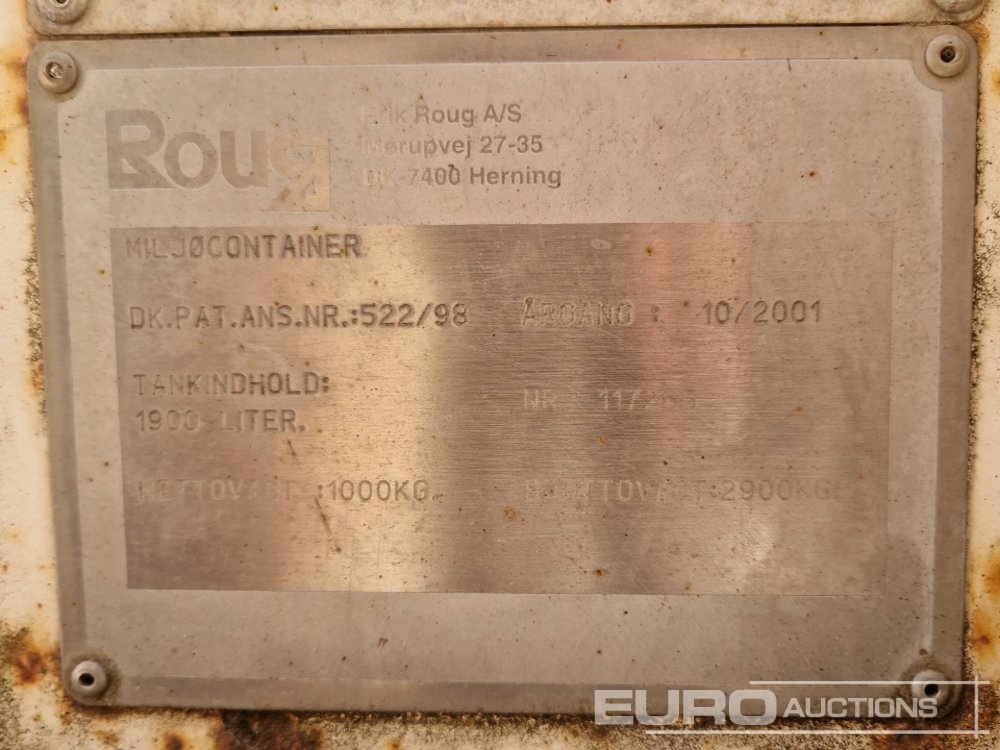 Roug
Erik Roug A/S
Mørupvej 27-35
DK-7400 Herning
MILJØCONTAINER
DK.PAT.ANS.NR.:522/98
ÅRGANG : 10/2001
TANKINDHOLD:
1900 LITER.
NR.:
NETTOVÆGT :1000KG.
BRUTTOVÆGT:2900KG.
EURO AUCTIONS